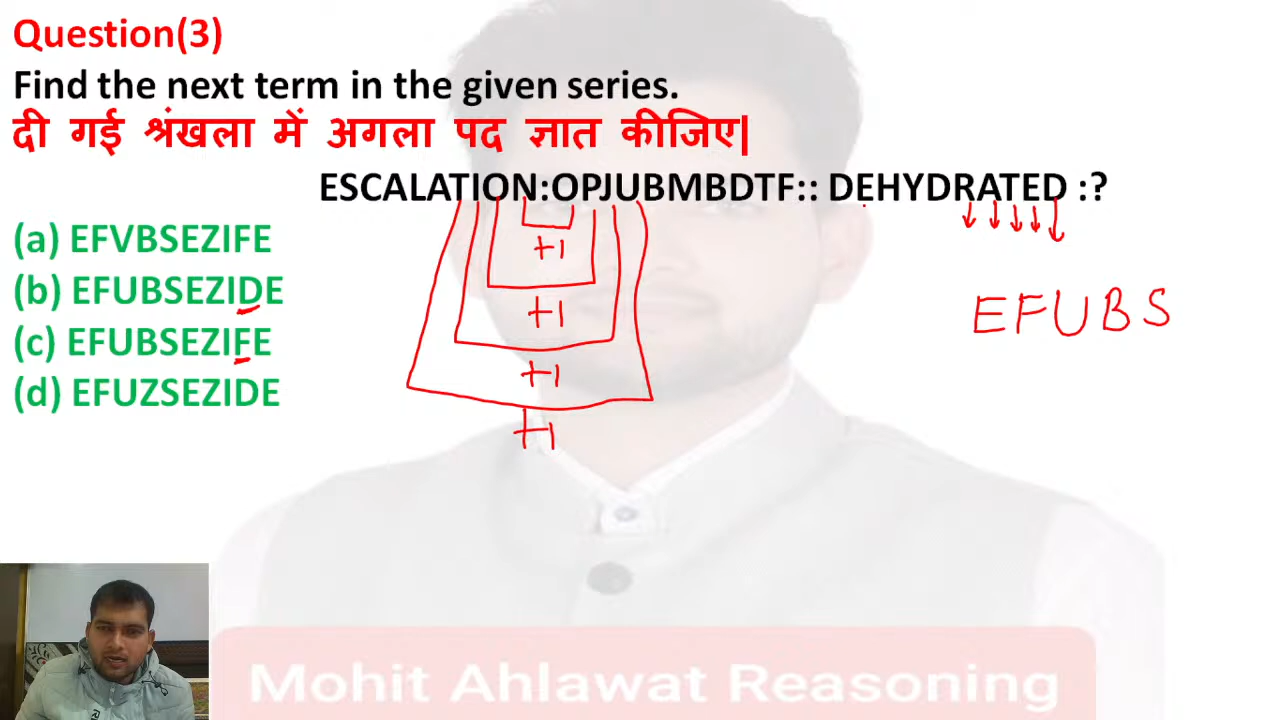 Question(3)
Find the next term in the given series.
दी गई श्रंखला में अगला पद ज्ञात कीजिए|
ESCALATION:OPJUBMBDTF:: DEHYDRATED :?
(a) EFVBSEZIFE
(b) EFUBSEZIDE
(c) EFUBSEZIFE
(d) EFUZSEZIDE
+1
+1
+1
+1
EFUBS
Mohit Ahlawat Reasoning